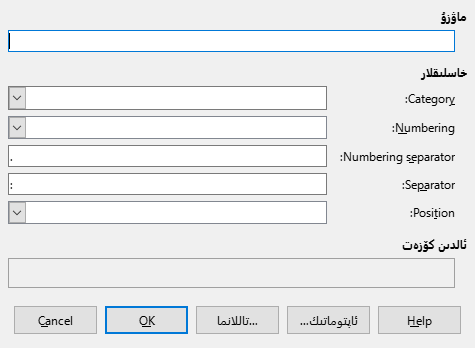 ماۋزۇ
خاسلىقلار
Category:
Numbering:
Numbering separator: .
Separator: :
Position:
ئالدىن كۆزەت
Help ئاپتوماتىك... تاللانما... OK Cancel